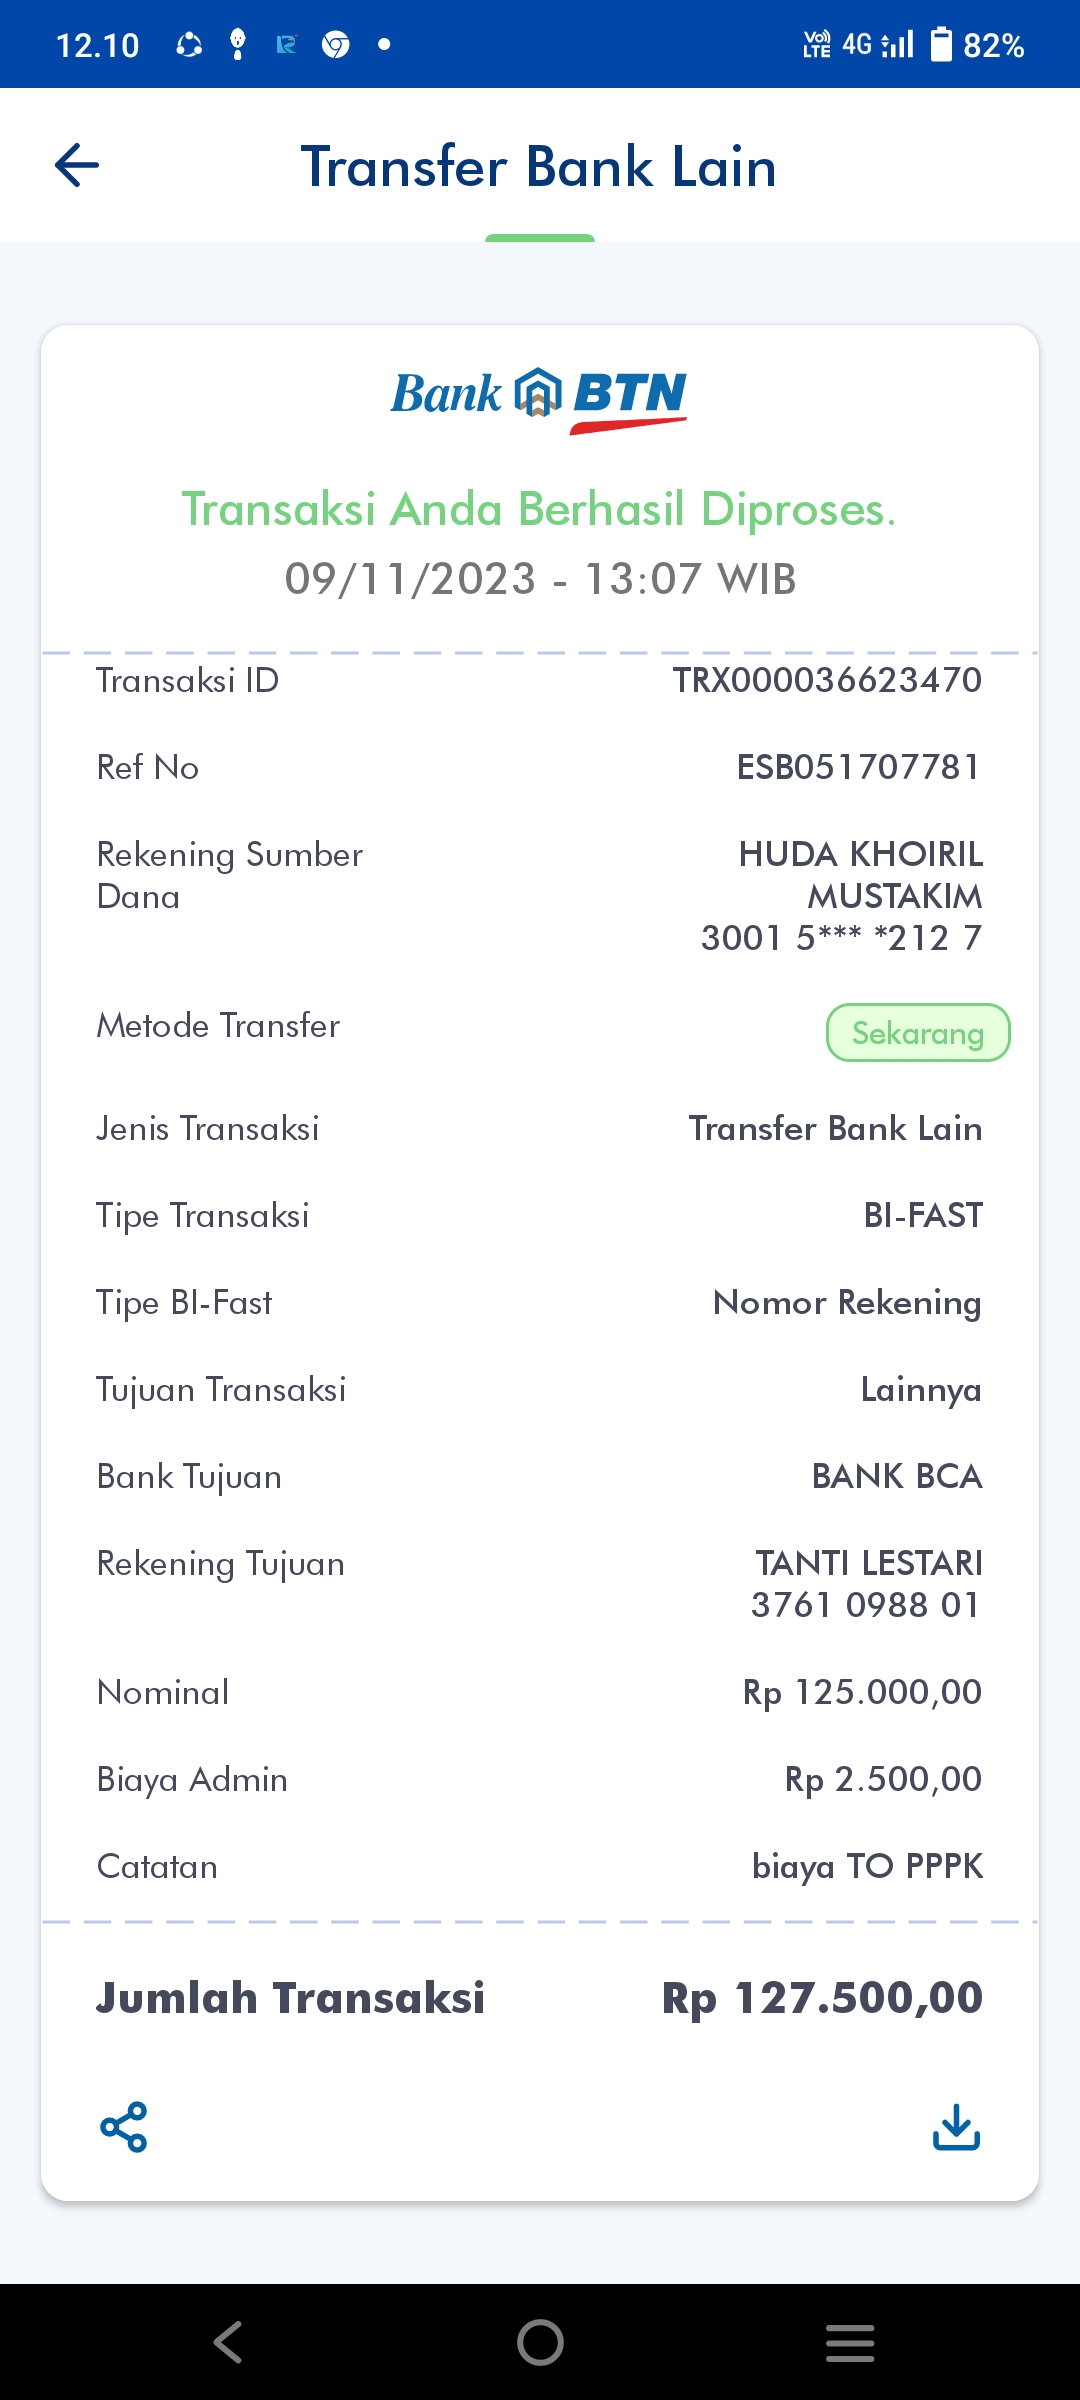 12.10 4G 82%
VoLTE
Transfer Bank Lain
Bank BTN
Transaksi Anda Berhasil Diproses.
09/11/2023 - 13:07 WIB
Transaksi ID TRX000036623470
Ref No ESB051707781
Rekening Sumber HUDA KHOIRIL
Dana MUSTAKIM
3001 5*** *212 7
Metode Transfer Sekarang
Jenis Transaksi Transfer Bank Lain
Tipe Transaksi BI-FAST
Tipe BI-Fast Nomor Rekening
Tujuan Transaksi Lainnya
Bank Tujuan BANK BCA
Rekening Tujuan TANTI LESTARI
3761 0988 01
Nominal Rp 125.000,00
Biaya Admin Rp 2.500,00
Catatan biaya TO PPPK
Jumlah Transaksi Rp 127.500,00